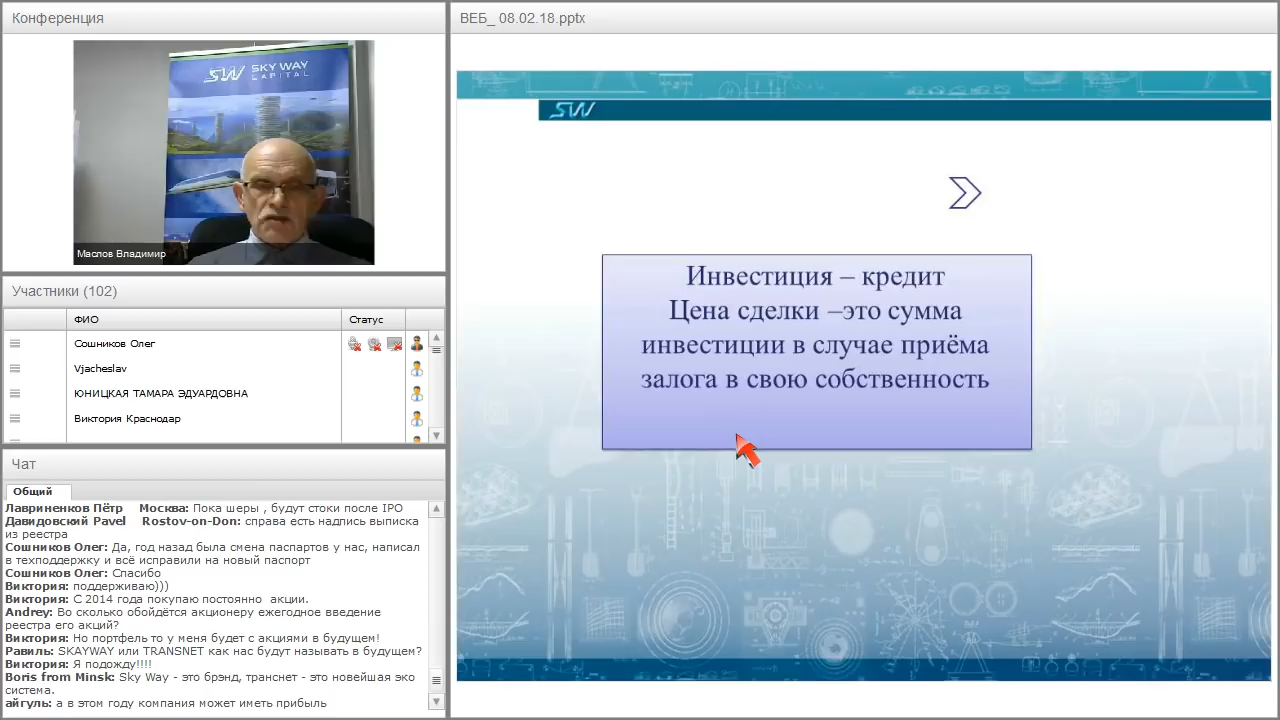 Конференция
SW SKY WAY
CAPITAL
Маслов Владимир
Участники (102)
ФИО Статус
Сошников Олег
Vjacheslav
ЮНИЦКАЯ ТАМАРА ЭДУАРДОВНА
Виктория Краснодар
Чат
Общий
Лавриненков Пётр Москва: Пока шеры , будут стоки после IPO
Давидовский Pavel Rostov-on-Don: справа есть надпись выписка
из реестра
Сошников Олег: Да, год назад была смена паспартов у нас, написал
в техподдержку и всё исправили на новый паспорт
Сошников Олег: Спасибо
Виктория: поддерживаю)))
Виктория: С 2014 года покупаю постоянно акции.
Andrey: Во сколько обойдётся акционеру ежегодное введение
реестра его акций?
Виктория: Но портфель то у меня будет с акциями в будущем!
Равиль: SKAYWAY или TRANSNET как нас будут называть в будущем?
Виктория: Я подожду!!!!
Boris from Minsk: Sky Way - это брэнд, транснет - это новейшая эко
система.
айгуль: а в этом году компания может иметь прибыль
ВЕБ_ 08.02.18.pptx
SW
Инвестиция – кредит
Цена сделки –это сумма
инвестиции в случае приёма
залога в свою собственность